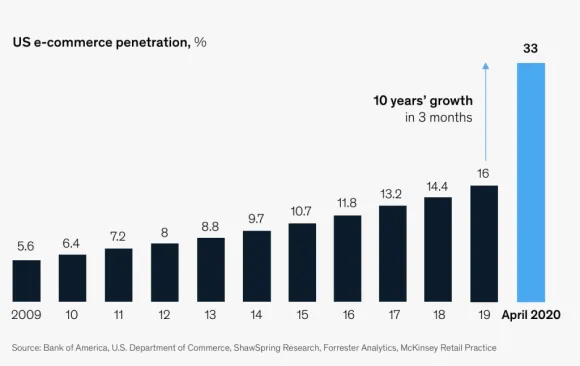 US e-commerce penetration, %
33
10 years’ growth
in 3 months
16
14.4
13.2
11.8
10.7
9.7
8.8
8
7.2
6.4
5.6
2009 10 11 12 13 14 15 16 17 18 19 April 2020
Source: Bank of America, U.S. Department of Commerce, ShawSpring Research, Forrester Analytics, McKinsey Retail Practice